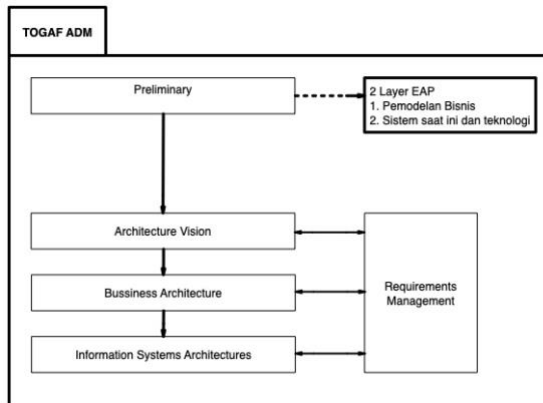 TOGAF ADM
Preliminary
2 Layer EAP
1. Pemodelan Bisnis
2. Sistem saat ini dan teknologi
Architecture Vision
Bussiness Architecture
Requirements
Management
Information Systems Architectures